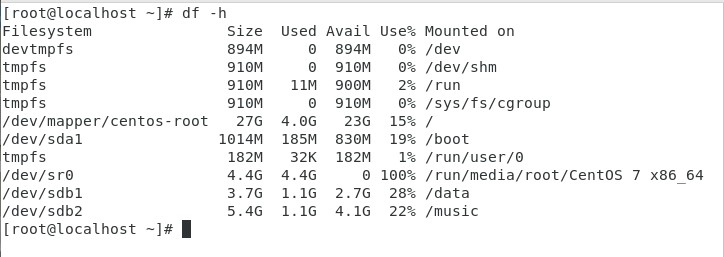 [root@localhost ~]# df -h
Filesystem               Size  Used Avail Use% Mounted on
devtmpfs                 894M     0  894M   0% /dev
tmpfs                    910M     0  910M   0% /dev/shm
tmpfs                    910M   11M  900M   2% /run
tmpfs                    910M     0  910M   0% /sys/fs/cgroup
/dev/mapper/centos-root   27G  4.0G   23G  15% /
/dev/sda1               1014M  185M  830M  19% /boot
tmpfs                    182M   32K  182M   1% /run/user/0
/dev/sr0                 4.4G  4.4G     0 100% /run/media/root/CentOS 7 x86_64
/dev/sdb1                3.7G  1.1G  2.7G  28% /data
/dev/sdb2                5.4G  1.1G  4.1G  22% /music
[root@localhost ~]#